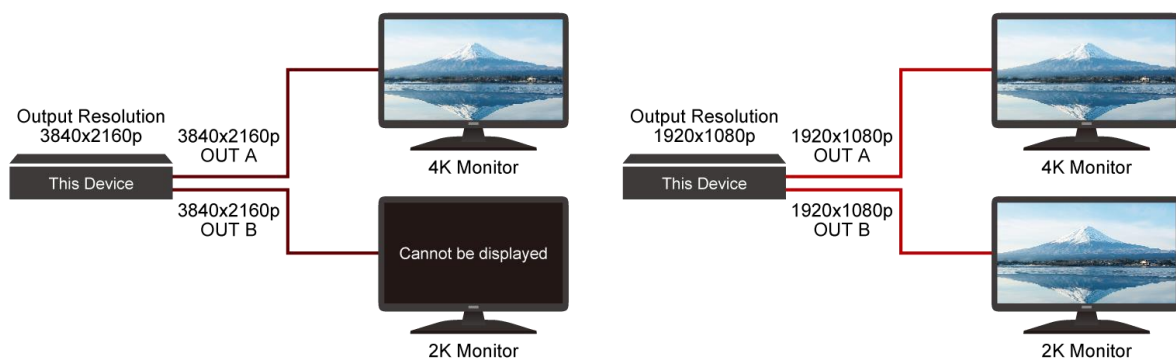 Output Resolution
3840x2160p
This Device
3840x2160p
OUT A
3840x2160p
OUT B
4K Monitor
Cannot be displayed
2K Monitor
Output Resolution
1920x1080p
This Device
1920x1080p
OUT A
1920x1080p
OUT B
4K Monitor
2K Monitor